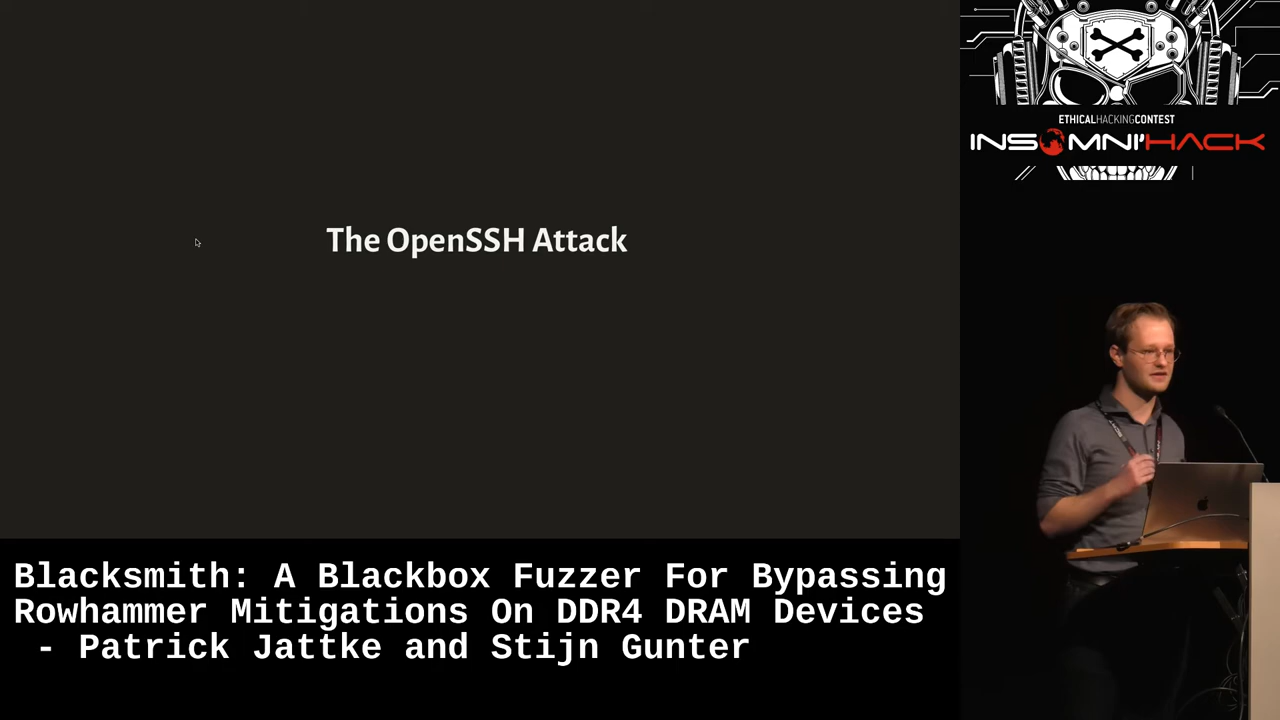 The OpenSSH Attack
ETHICALHACKINGCONTEST
INSOMNI'HACK
Blacksmith: A Blackbox Fuzzer For Bypassing
Rowhammer Mitigations On DDR4 DRAM Devices
- Patrick Jattke and Stijn Gunter